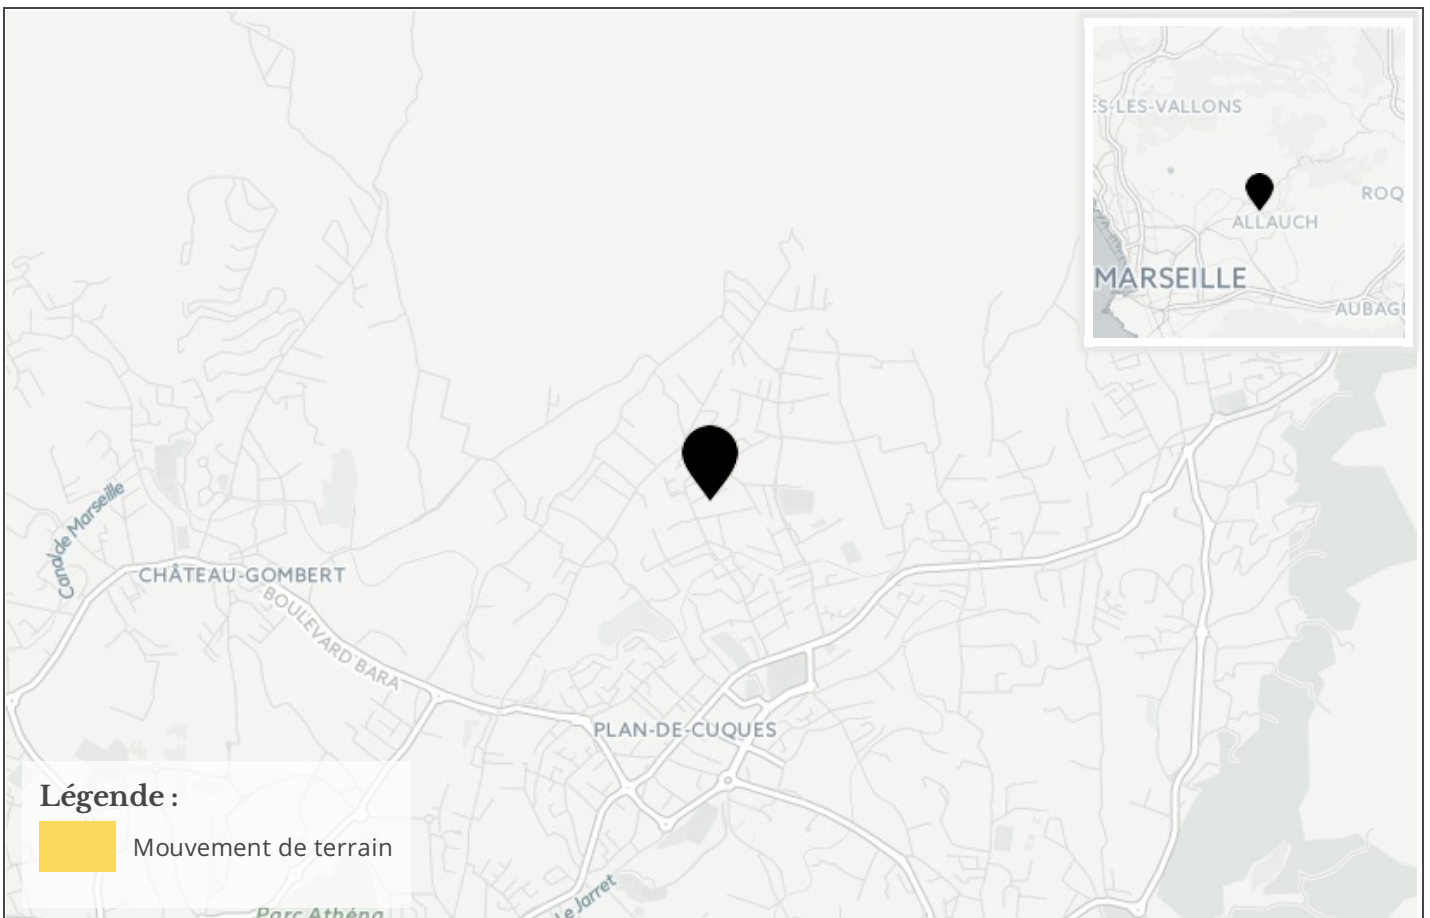 ES-LES-VALLONS
ROQ
ALLAUCH
MARSEILLE
AUBAG
Canal de Marseille
CHÂTEAU-GOMBERT
BOULEVARD BARA
PLAN-DE-CUQUES
Légende :
Mouvement de terrain
Le Jarret
Parc Athéna